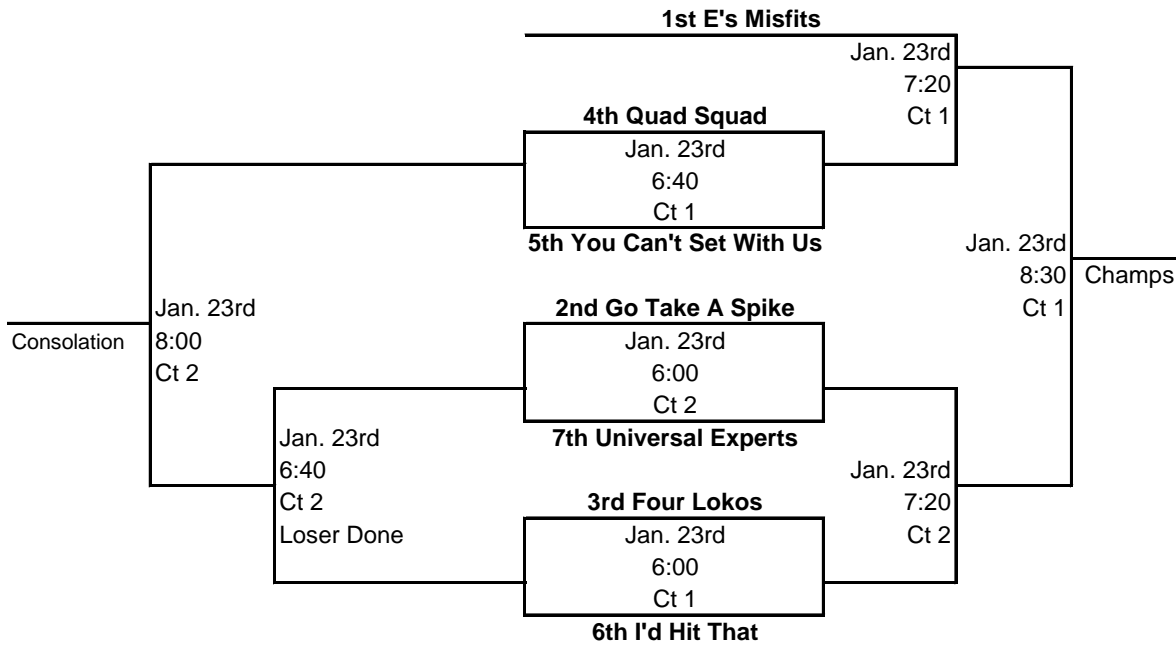 1st E's Misfits
Jan. 23rd
7:20
Ct 1
4th Quad Squad
Jan. 23rd
6:40
Ct 1
5th You Can't Set With Us
Jan. 23rd
8:30
Ct 1
Champs
Jan. 23rd
8:00
Ct 2
Consolation
2nd Go Take A Spike
Jan. 23rd
6:00
Ct 2
7th Universal Experts
Jan. 23rd
6:40
Ct 2
Loser Done
Jan. 23rd
7:20
Ct 2
3rd Four Lokos
Jan. 23rd
6:00
Ct 1
6th I'd Hit That